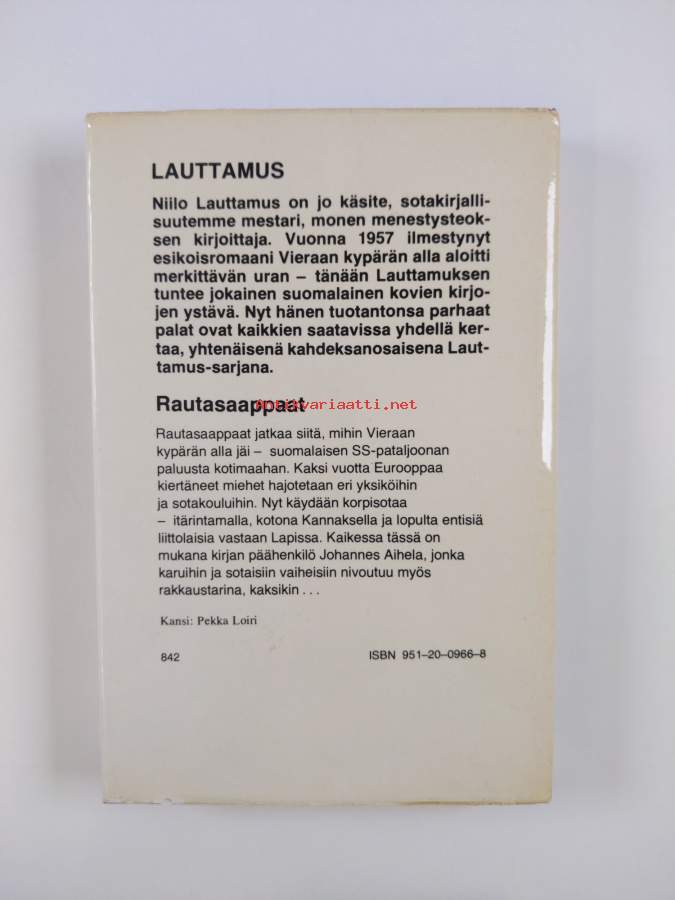 LAUTTAMUS
Niilo Lauttamus on jo käsite, sotakirjalli-
suutemme mestari, monen menestysteok-
sen kirjoittaja. Vuonna 1957 ilmestynyt
esikoisromaani Vieraan kypärän alla aloitti
merkittävän uran – tänään Lauttamuksen
tuntee jokainen suomalainen kovien kirjo-
jen ystävä. Nyt hänen tuotantonsa parhaat
palat ovat kaikkien saatavissa yhdellä ker-
taa, yhtenäisenä kahdeksanosaisena Laut-
tamus-sarjana.
Rautasaappaat
Antikvariaatti.net
Rautasaappaat jatkaa siitä, mihin Vieraan
kypärän alla jäi – suomalaisen SS-pataljoonan
paluusta kotimaahan. Kaksi vuotta Eurooppaa
kiertäneet miehet hajotetaan eri yksiköihin
ja sotakouluihin. Nyt käydään korpisotaa
– itärintamalla, kotona Kannaksella ja lopulta entisiä
liittolaisia vastaan Lapissa. Kaikessa tässä on
mukana kirjan päähenkilö Johannes Aihela, jonka
karuihin ja sotaisiin vaiheisiin nivoutuu myös
rakkaustarina, kaksikin . . .
Kansi: Pekka Loiri
842
ISBN 951–20–0966–8